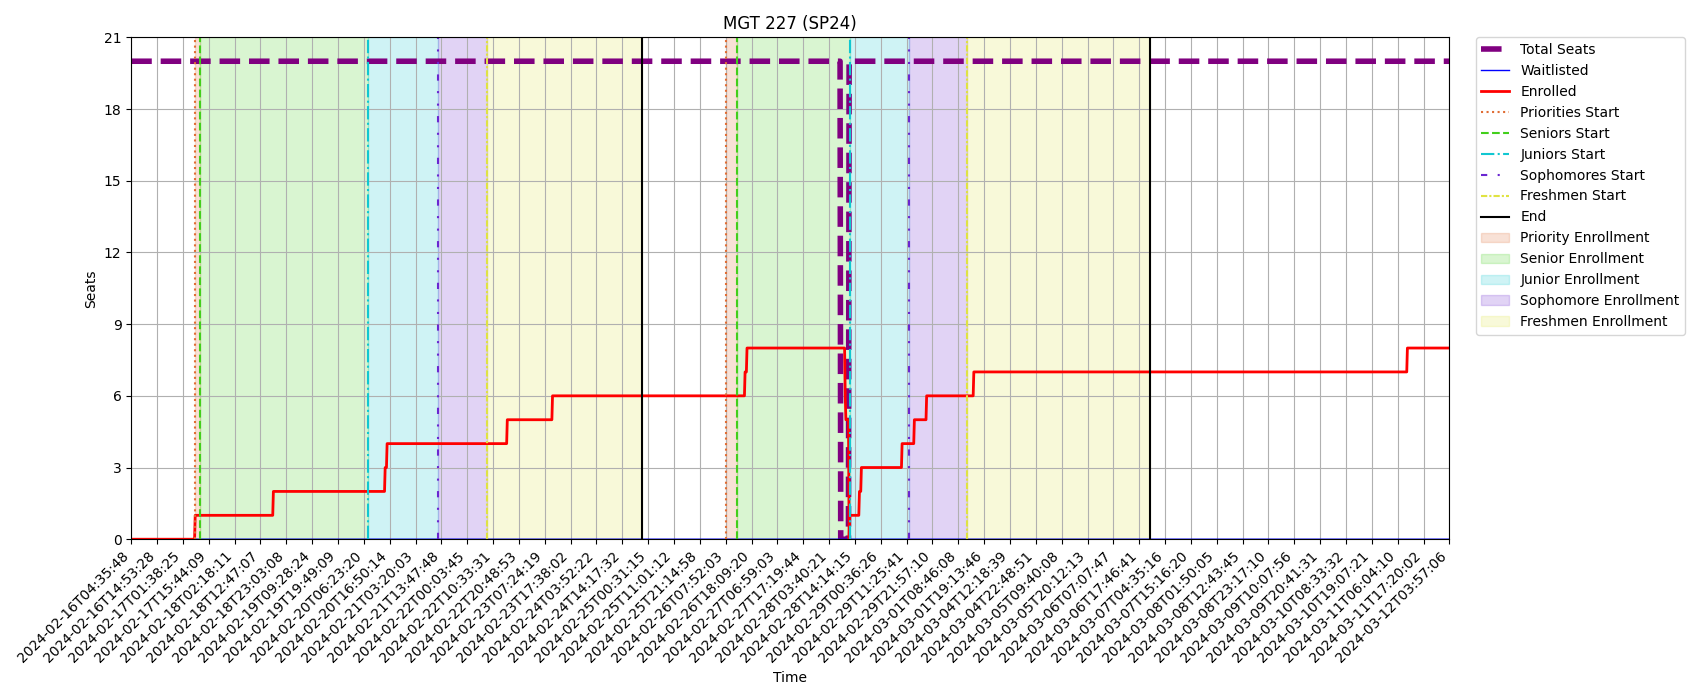 MGT 227 (SP24)
Seats
21
18
15
12
9
6
3
0
2024-02-16T04:35:48
2024-02-16T14:53:28
2024-02-17T01:38:25
2024-02-17T15:44:09
2024-02-18T02:18:11
2024-02-18T12:47:07
2024-02-18T23:03:08
2024-02-19T09:28:24
2024-02-19T19:49:09
2024-02-20T06:23:20
2024-02-20T16:50:14
2024-02-21T03:20:03
2024-02-21T13:47:48
2024-02-22T00:03:45
2024-02-22T10:33:31
2024-02-22T20:48:53
2024-02-23T07:24:19
2024-02-23T17:38:02
2024-02-24T03:52:22
2024-02-24T14:17:32
2024-02-25T00:31:15
2024-02-25T11:01:12
2024-02-25T21:14:58
2024-02-26T07:52:03
2024-02-26T18:09:20
2024-02-27T06:59:03
2024-02-27T17:19:44
2024-02-28T03:40:21
2024-02-28T14:14:15
2024-02-29T00:36:26
2024-02-29T11:25:41
2024-02-29T21:57:10
2024-03-01T08:46:08
2024-03-01T19:13:46
2024-03-04T12:18:39
2024-03-04T22:48:51
2024-03-05T09:40:08
2024-03-05T20:12:13
2024-03-06T07:07:47
2024-03-06T17:46:41
2024-03-07T04:35:16
2024-03-07T15:16:20
2024-03-08T01:50:05
2024-03-08T12:43:45
2024-03-08T23:17:10
2024-03-09T10:07:56
2024-03-09T20:41:31
2024-03-10T08:33:32
2024-03-10T19:07:21
2024-03-11T06:04:10
2024-03-11T17:20:02
2024-03-12T03:57:06
Time
Total Seats
Waitlisted
Enrolled
Priorities Start
Seniors Start
Juniors Start
Sophomores Start
Freshmen Start
End
Priority Enrollment
Senior Enrollment
Junior Enrollment
Sophomore Enrollment
Freshmen Enrollment